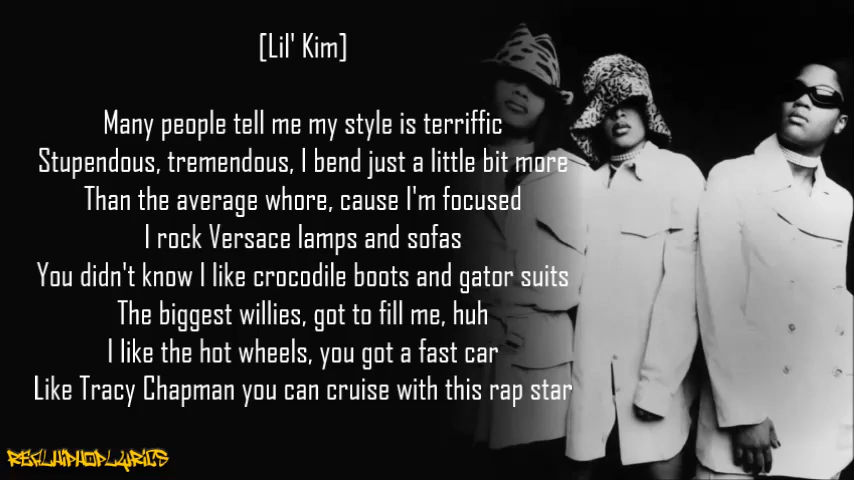 [Lil' Kim]
Many people tell me my style is terriffic
Stupendous, tremendous, I bend just a little bit more
Than the average whore, cause I'm focused
I rock Versace lamps and sofas
You didn't know I like crocodile boots and gator suits
The biggest willies, got to fill me, huh
I like the hot wheels, you got a fast car
Like Tracy Chapman you can cruise with this rap star
REALHIPHOPLYRICS